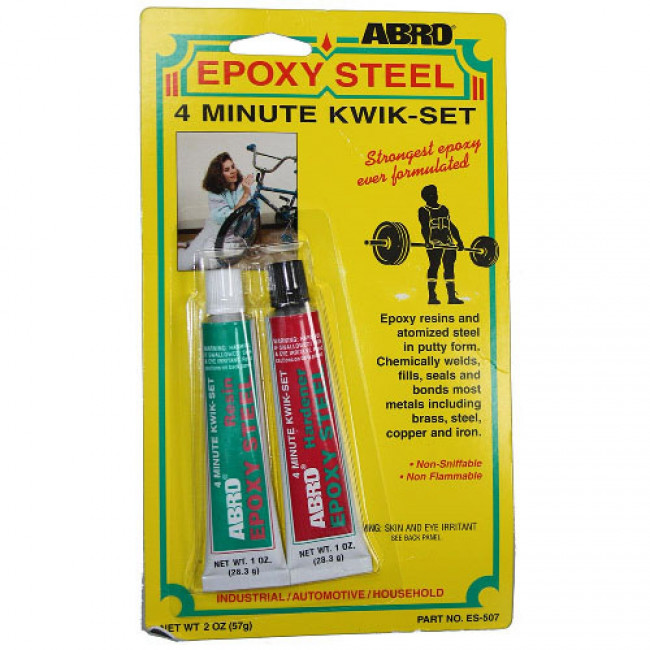 ABRO®
EPOXY STEEL
4 MINUTE KWIK-SET
Strongest epoxy
ever formulated
Epoxy resins and
atomized steel
in putty form.
Chemically welds,
fills, seals and
bonds most
metals including
brass, steel,
copper and iron.
• Non-Sniffable
• Non Flammable
SKIN AND EYE IRRITANT
SEE BACK PANEL
4 MINUTE KWIK-SET
Resin
ABRO®
EPOXY STEEL
NET WT. 1 OZ.
(28.3 g)
4 MINUTE KWIK-SET
Hardener
ABRO®
EPOXY STEEL
NET WT. 1 OZ.
(28.3 g)
INDUSTRIAL/AUTOMOTIVE/HOUSEHOLD
NET WT 2 OZ (57g)
PART NO. ES-507